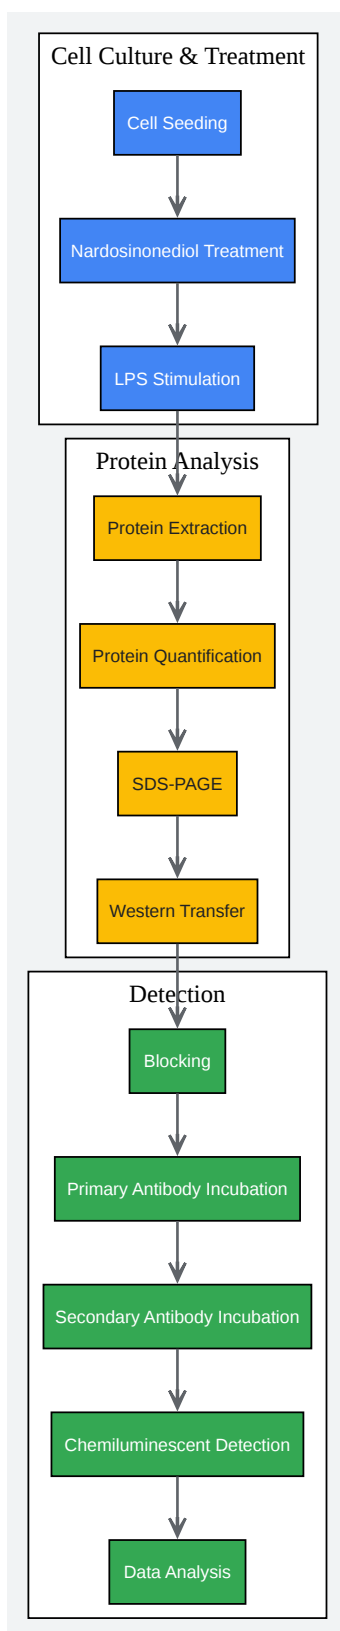 Cell Culture & Treatment
Cell Seeding
Nardosinonediol Treatment
LPS Stimulation
Protein Analysis
Protein Extraction
Protein Quantification
SDS-PAGE
Western Transfer
Detection
Blocking
Primary Antibody Incubation
Secondary Antibody Incubation
Chemiluminescent Detection
Data Analysis